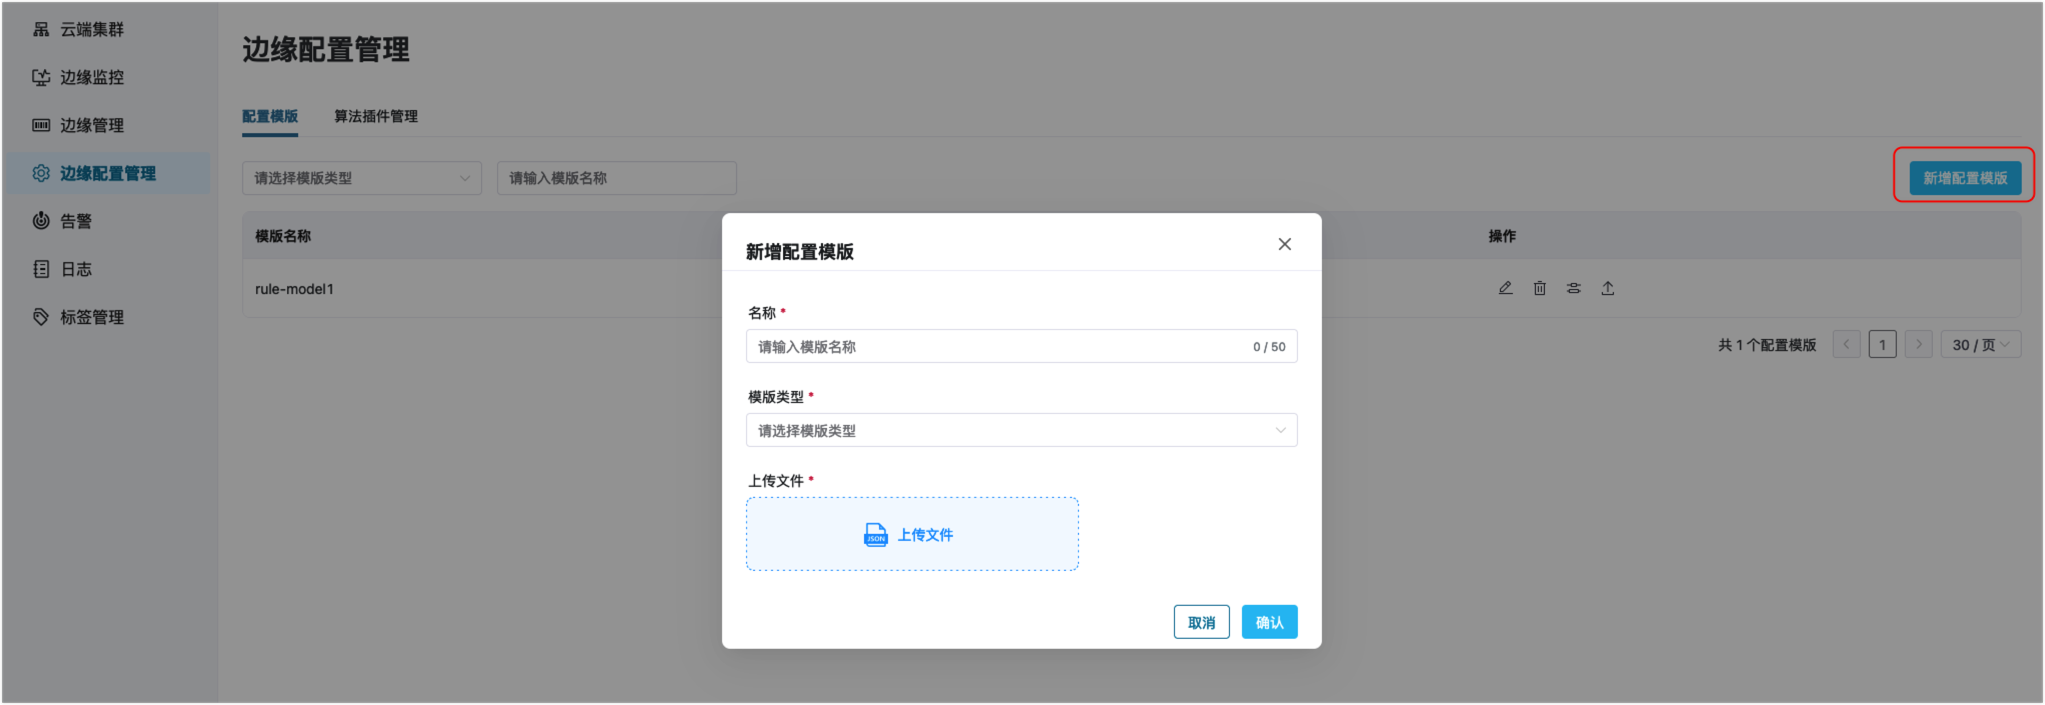 云端集群
边缘监控
边缘管理
边缘配置管理
告警
日志
标签管理
边缘配置管理
配置模版 算法插件管理
请选择模版类型 请输入模版名称 新增配置模版
模版名称 操作
rule-model1
共 1 个配置模版 1 30 / 页
新增配置模版
名称 *
请输入模版名称 0 / 50
模版类型 *
请选择模版类型
上传文件 *
JSON 上传文件
取消 确认